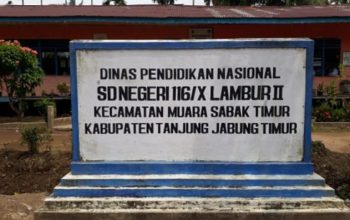 DINAS PENDIDIKAN NASIONAL
SD NEGERI 116/X LAMBUR II
KECAMATAN MUARA SABAK TIMUR
KABUPATEN TANJUNG JABUNG TIMUR